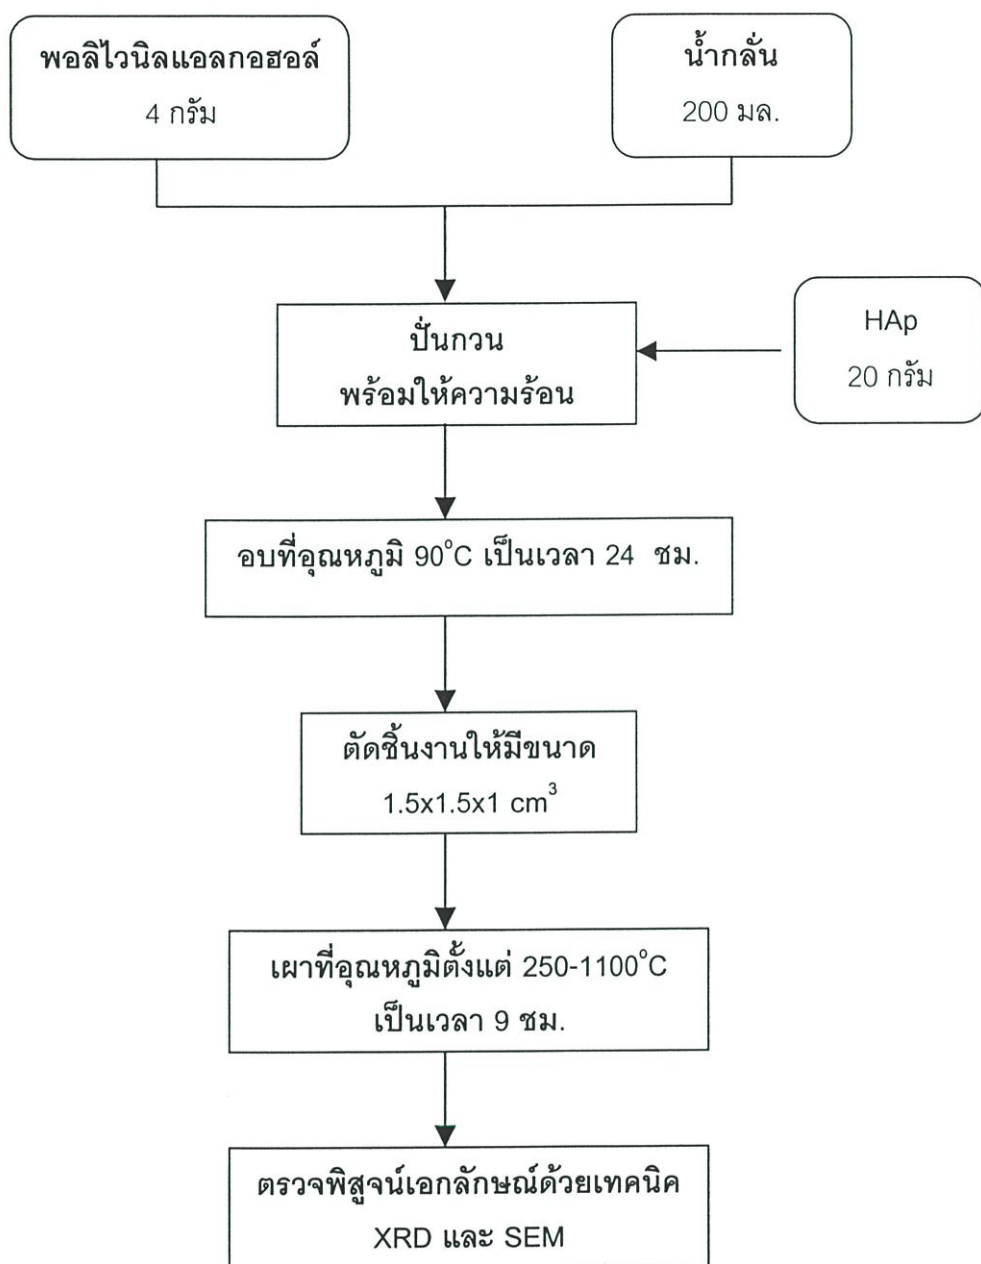 พอลิไวนิลแอลกอฮอล์
4 กรัม
น้ำกลั่น
200 มล.
ปั่นกวน
พร้อมให้ความร้อน
HAp
20 กรัม
อบที่อุณหภูมิ 90°C เป็นเวลา 24 ชม.
ตัดชิ้นงานให้มีขนาด
1.5x1.5x1 cm³
เผาที่อุณหภูมิตั้งแต่ 250-1100°C
เป็นเวลา 9 ชม.
ตรวจพิสูจน์เอกลักษณ์ด้วยเทคนิค
XRD และ SEM